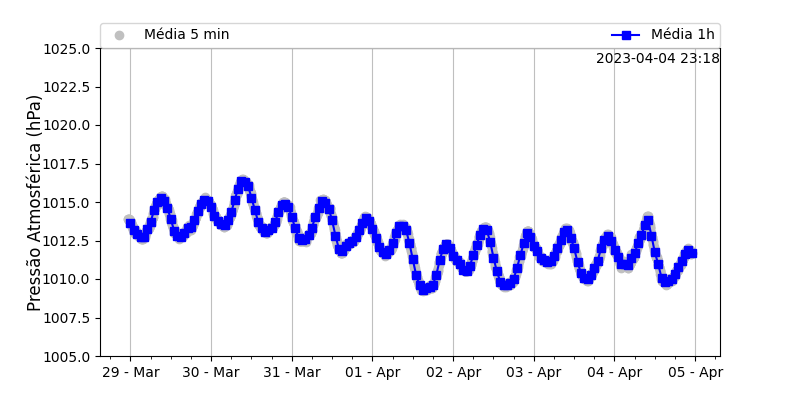 Média 5 min
Média 1h
2023-04-04 23:18
Pressão Atmosférica (hPa)
1025.0
1022.5
1020.0
1017.5
1015.0
1012.5
1010.0
1007.5
1005.0
29 - Mar
30 - Mar
31 - Mar
01 - Apr
02 - Apr
03 - Apr
04 - Apr
05 - Apr